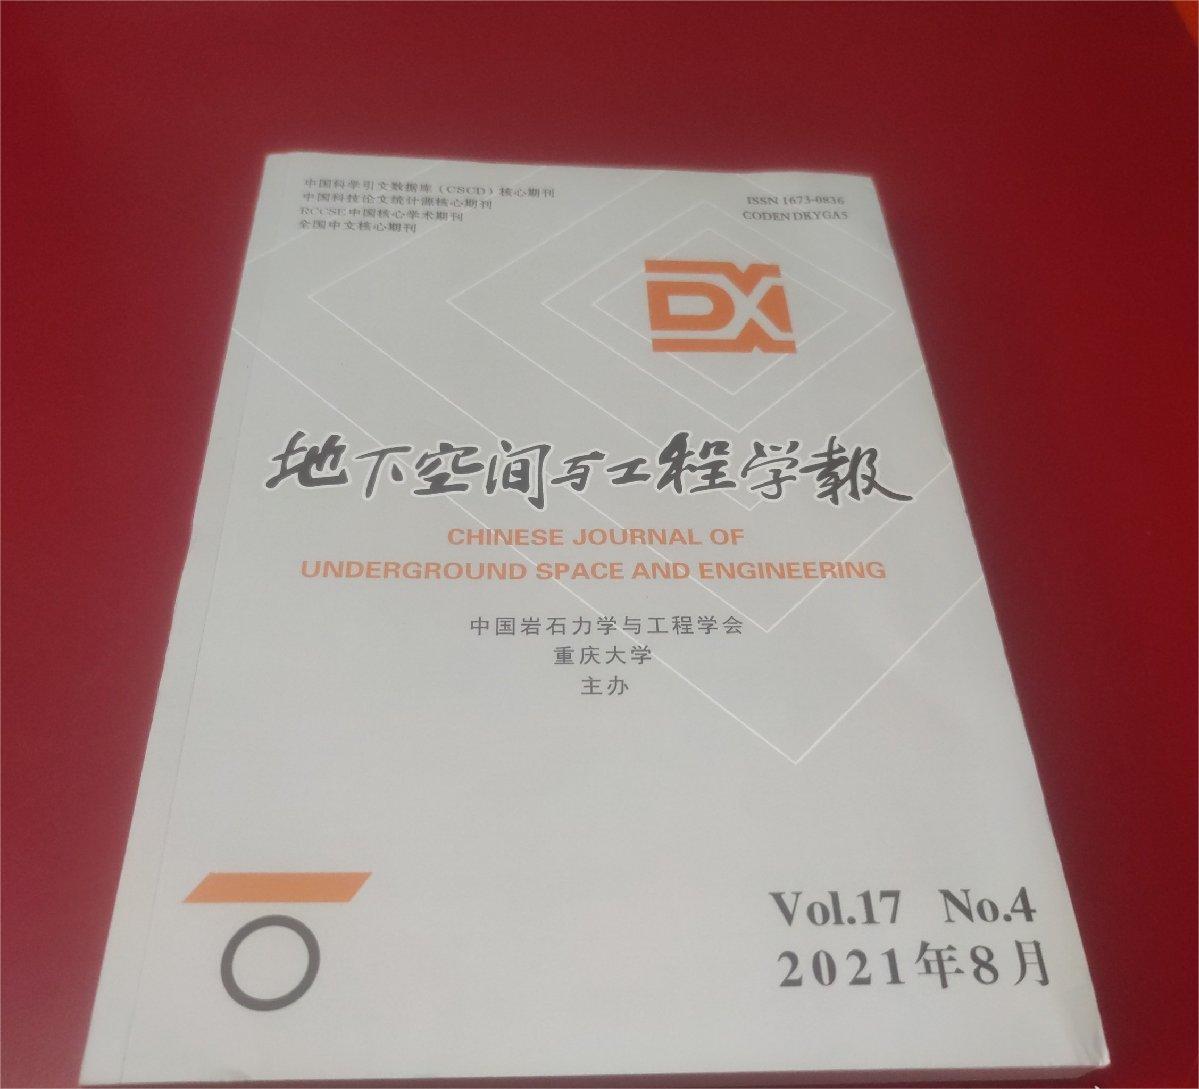 中国科学引文数据库（CSCD）核心期刊
中国科技论文统计源核心期刊
RCCSE中国核心学术期刊
全国中文核心期刊
ISSN 1673-0836
CODEN DKYGA5
DX
地下空间与工程学报
CHINESE JOURNAL OF
UNDERGROUND SPACE AND ENGINEERING
中国岩石力学与工程学会
重庆大学
主办
Vol.17 No.4
2021年8月